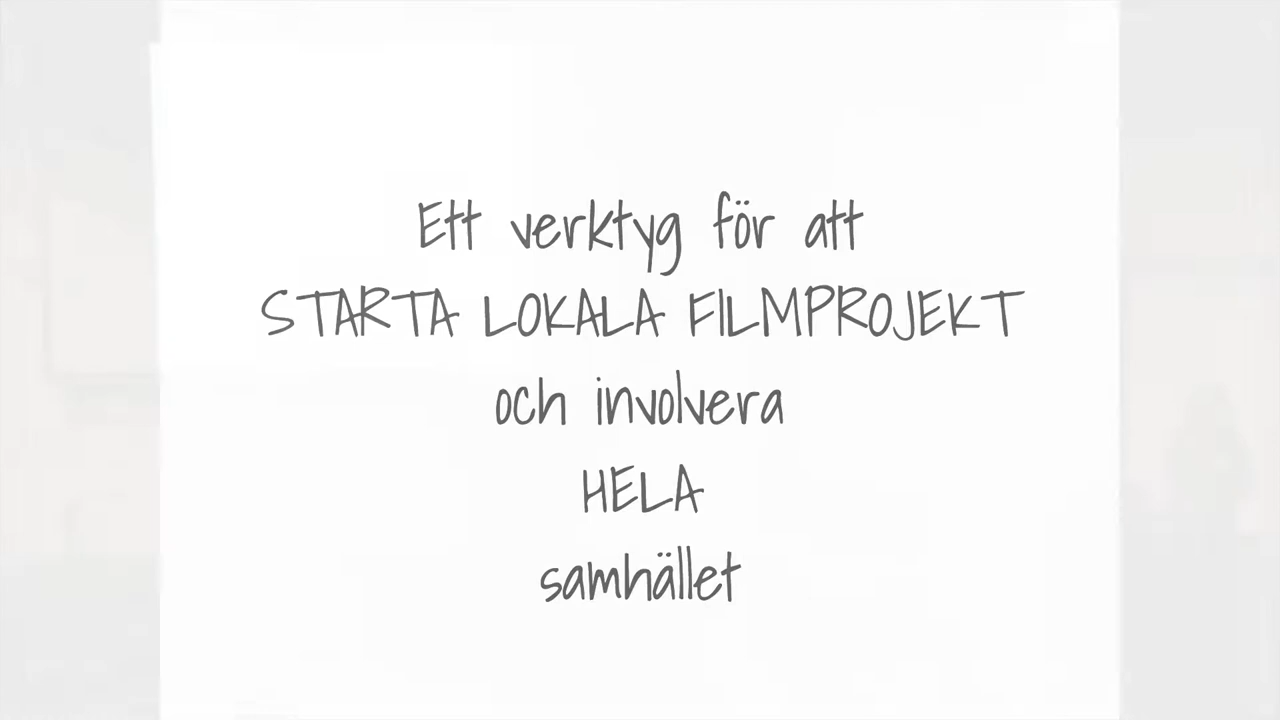 Ett verktyg för att
STARTA LOKALA FILMPROJEKT
och involvera
HELA
samhället